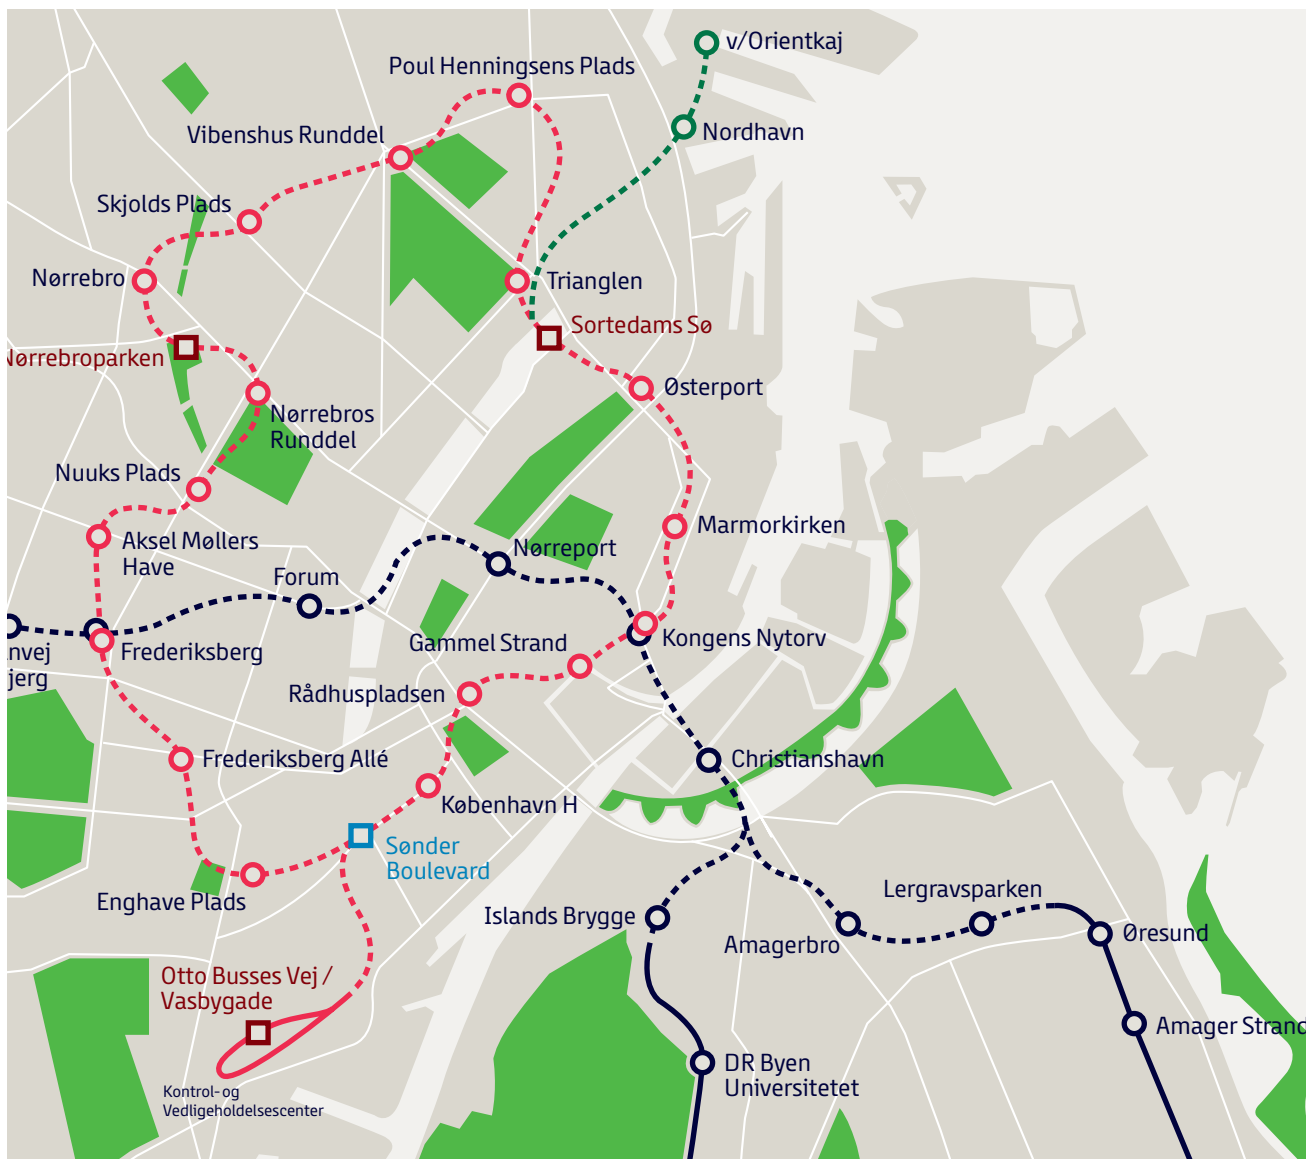 v/Orientkaj
Poul Henningsens Plads
Nordhavn
Vibenshus Runddel
Skjolds Plads
Nørrebro
Trianglen
Sortedams Sø
Nørrebroparken
Østerport
Nørrebros
Runddel
Nuuks Plads
Marmorkirken
Aksel Møllers
Have
Nørreport
Forum
Gammel Strand
Kongens Nytorv
nvej
jerg
Frederiksberg
Rådhuspladsen
Frederiksberg Allé
Christianshavn
København H
Sønder
Boulevard
Enghave Plads
Lergravsparken
Islands Brygge
Amagerbro
Øresund
Otto Busses Vej /
Vasbygade
Amager Strand
DR Byen
Universitetet
Kontrol- og
Vedligeholdelsescenter